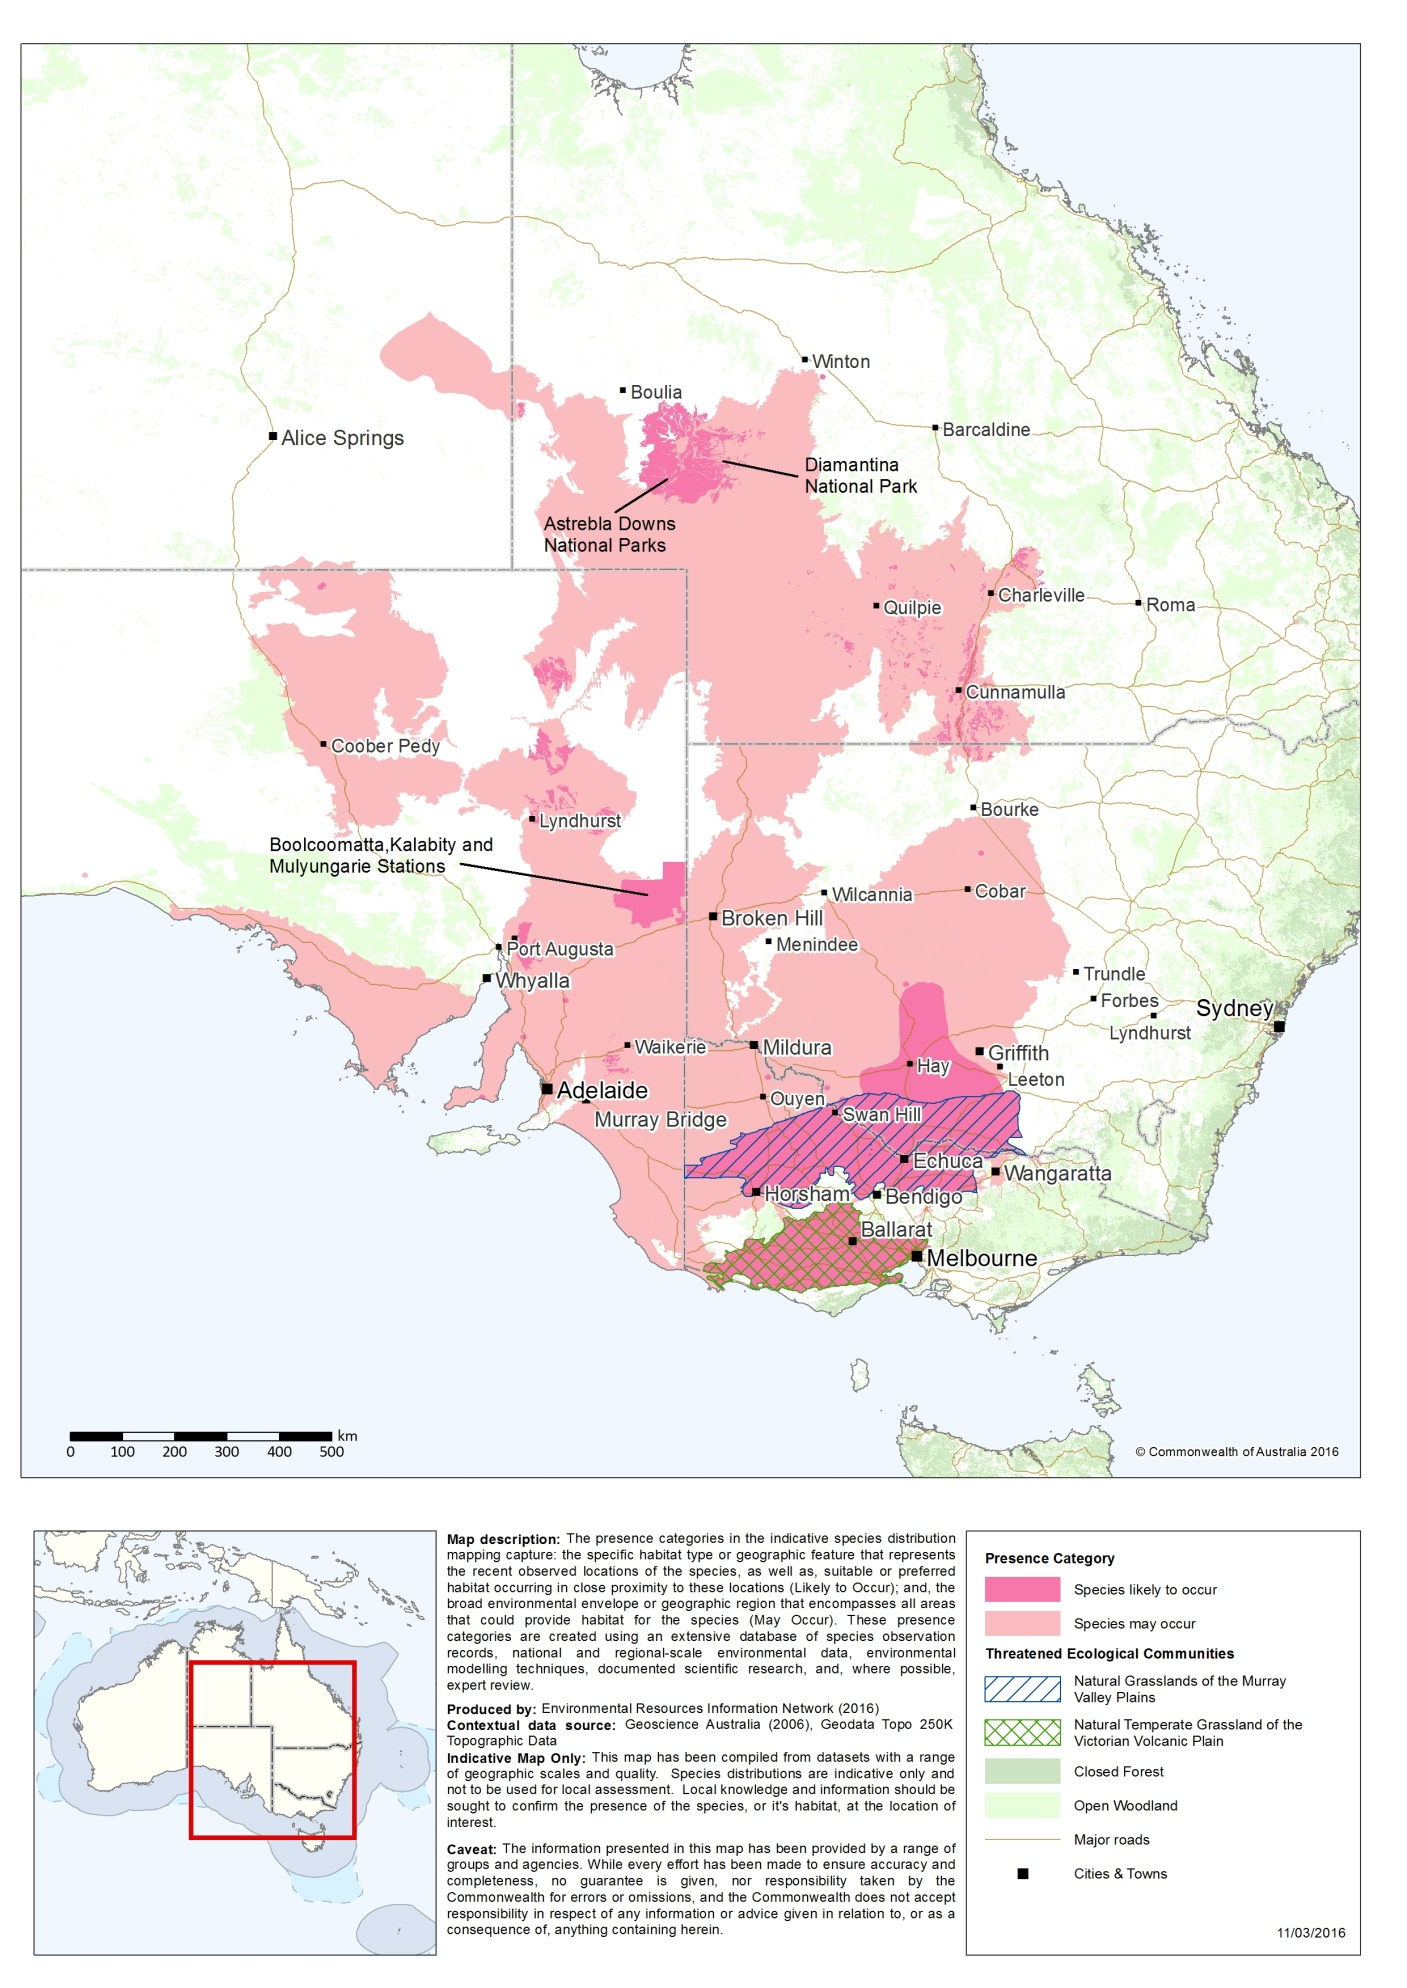 Winton
Boulia
Barcaldine
Alice Springs
Diamantina
National Park
Astrebla Downs
National Parks
Charleville
Quilpie
Roma
Cunnamulla
Coober Pedy
Bourke
Lyndhurst
Boolcoomatta,Kalabity and
Mulyungarie Stations
Wilcannia
Cobar
Broken Hill
Menindee
Port Augusta
Trundle
Whyalla
Forbes
Sydney
Lyndhurst
Waikerie
Mildura
Griffith
Hay
Leeton
Adelaide
Ouyen
Murray Bridge
Swan Hill
Echuca
Wangaratta
Horsham
Bendigo
Ballarat
Melbourne
km
0 100 200 300 400 500
© Commonwealth of Australia 2016
Map description: The presence categories in the indicative species distribution
mapping capture: the specific habitat type or geographic feature that represents
the recent observed locations of the species, as well as, suitable or preferred
habitat occurring in close proximity to these locations (Likely to Occur); and, the
broad environmental envelope or geographic region that encompasses all areas
that could provide habitat for the species (May Occur). These presence
categories are created using an extensive database of species observation
records, national and regional-scale environmental data, environmental
modelling techniques, documented scientific research, and, where possible,
expert review.
Produced by: Environmental Resources Information Network (2016)
Contextual data source: Geoscience Australia (2006), Geodata Topo 250K
Topographic Data
Indicative Map Only: This map has been compiled from datasets with a range
of geographic scales and quality. Species distributions are indicative only and
not to be used for local assessment. Local knowledge and information should be
sought to confirm the presence of the species, or it's habitat, at the location of
interest.
Caveat: The information presented in this map has been provided by a range of
groups and agencies. While every effort has been made to ensure accuracy and
completeness, no guarantee is given, nor responsibility taken by the
Commonwealth for errors or omissions, and the Commonwealth does not accept
responsibility in respect of any information or advice given in relation to, or as a
consequence of, anything containing herein.
Presence Category
Species likely to occur
Species may occur
Threatened Ecological Communities
Natural Grasslands of the Murray
Valley Plains
Natural Temperate Grassland of the
Victorian Volcanic Plain
Closed Forest
Open Woodland
Major roads
Cities & Towns
11/03/2016